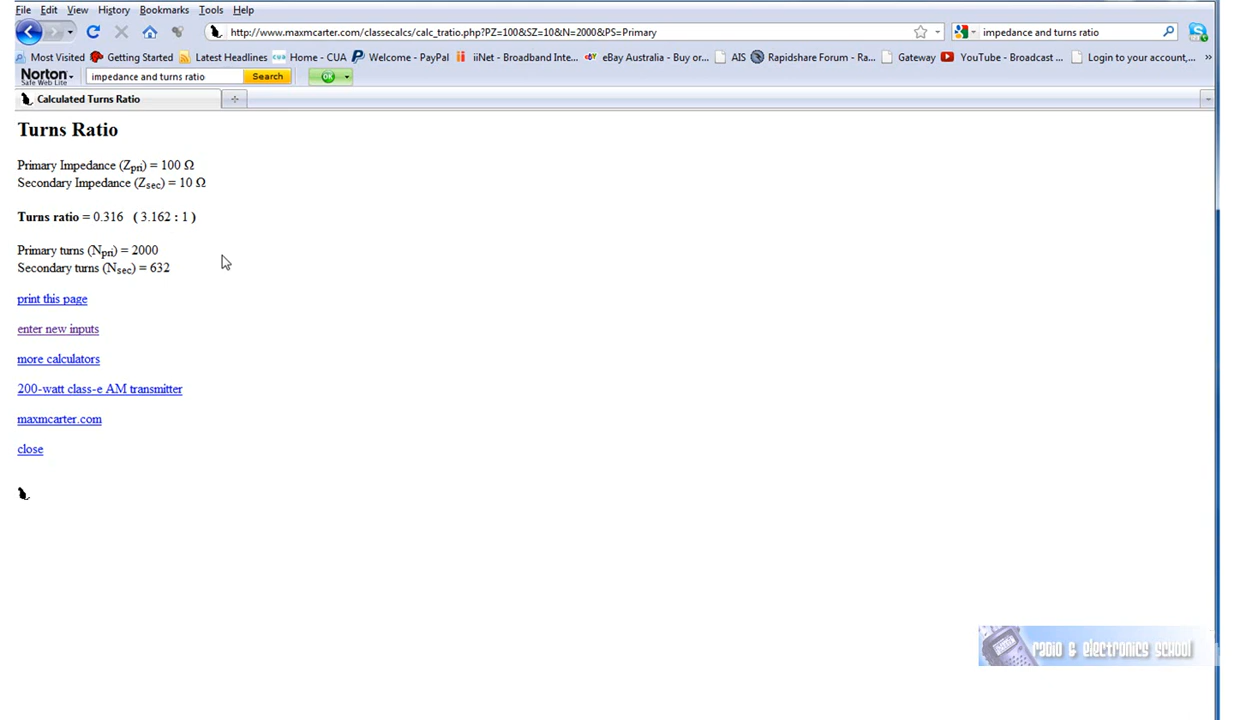 File Edit View History Bookmarks Tools Help
http://www.maxmcarter.com/classecalcs/calc_tratio.php?PZ=100&SZ=10&N=2000&PS=Primary impedance and turns ratio
Most Visited Getting Started Latest Headlines cua Home - CUA Welcome - PayPal iiNet - Broadband Inte... eBay Australia - Buy or... AIS Rapidshare Forum - Ra... Gateway YouTube - Broadcast ... Login to your account,... »
Norton Safe Web Lite impedance and turns ratio Search OK
Calculated Turns Ratio
Turns Ratio
Primary Impedance (Zpri) = 100 Ω
Secondary Impedance (Zsec) = 10 Ω
Turns ratio = 0.316 ( 3.162 : 1 )
Primary turns (Npri) = 2000
Secondary turns (Nsec) = 632
print this page
enter new inputs
more calculators
200-watt class-e AM transmitter
maxmcarter.com
close
radio & electronics school